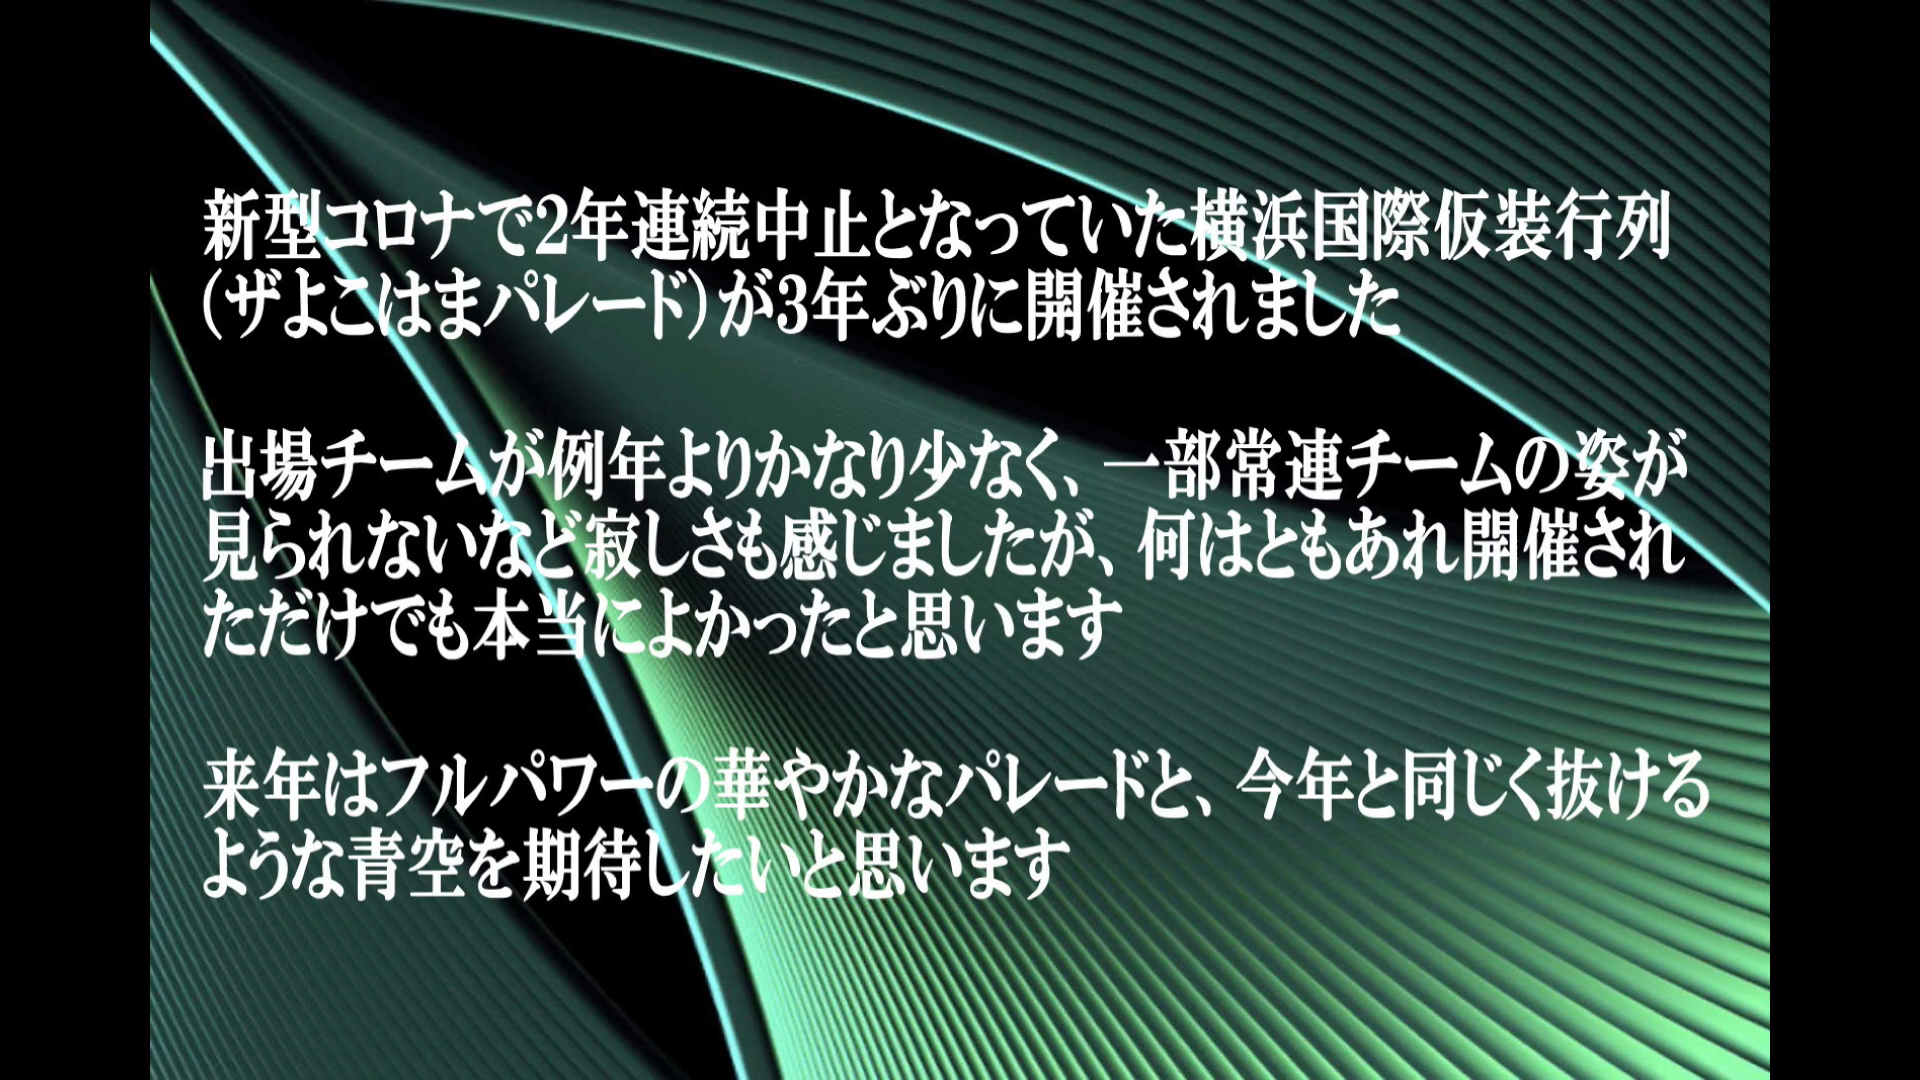 新型コロナで2年連続中止となっていた横浜国際仮装行列
（ザよこはまパレード）が3年ぶりに開催されました
出場チームが例年よりかなり少なく、一部常連チームの姿が
見られないなど寂しさも感じましたが、何はともあれ開催され
ただけでも本当によかったと思います
来年はフルパワーの華やかなパレードと、今年と同じく抜ける
ような青空を期待したいと思います